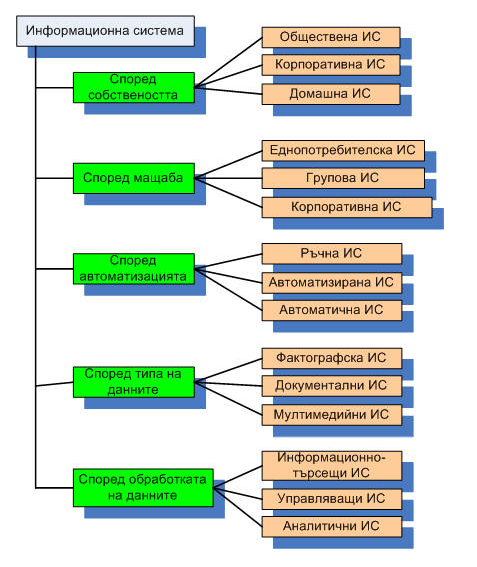 Информационна система
Според
собствеността
Обществена ИС
Корпоративна ИС
Домашна ИС
Според мащаба
Еднопотребителска ИС
Групова ИС
Корпоративна ИС
Според
автоматизацията
Ръчна ИС
Автоматизирана ИС
Автоматична ИС
Според типа на
данните
Фактографска ИС
Документални ИС
Мултимедийни ИС
Според обработката
на данните
Информационно-
търсещи ИС
Управляващи ИС
Аналитични ИС